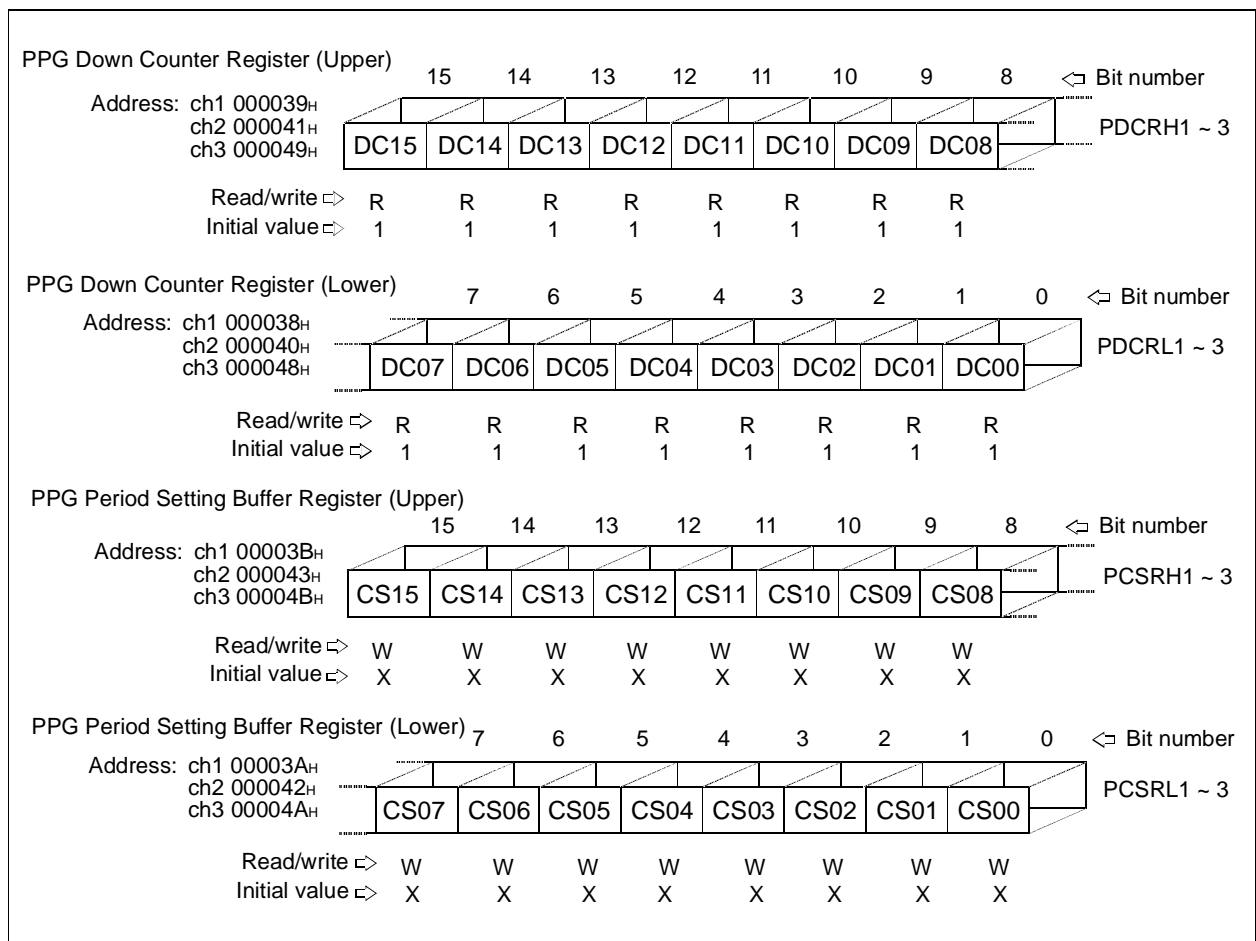 PPG Down Counter Register (Upper)
15 14 13 12 11 10 9 8 ⇦ Bit number
Address: ch1 000039H
ch2 000041H
ch3 000049H
DC15 DC14 DC13 DC12 DC11 DC10 DC09 DC08
PDCRH1 ~ 3
Read/write ⇨ R R R R R R R R
Initial value ⇨ 1 1 1 1 1 1 1 1
PPG Down Counter Register (Lower)
7 6 5 4 3 2 1 0 ⇦ Bit number
Address: ch1 000038H
ch2 000040H
ch3 000048H
DC07 DC06 DC05 DC04 DC03 DC02 DC01 DC00
PDCRL1 ~ 3
Read/write ⇨ R R R R R R R R
Initial value ⇨ 1 1 1 1 1 1 1 1
PPG Period Setting Buffer Register (Upper)
15 14 13 12 11 10 9 8 ⇦ Bit number
Address: ch1 00003BH
ch2 000043H
ch3 00004BH
CS15 CS14 CS13 CS12 CS11 CS10 CS09 CS08
PCSRH1 ~ 3
Read/write ⇨ W W W W W W W W
Initial value ⇨ X X X X X X X X
PPG Period Setting Buffer Register (Lower)
7 6 5 4 3 2 1 0 ⇦ Bit number
Address: ch1 00003AH
ch2 000042H
ch3 00004AH
CS07 CS06 CS05 CS04 CS03 CS02 CS01 CS00
PCSRL1 ~ 3
Read/write ⇨ W W W W W W W W
Initial value ⇨ X X X X X X X X